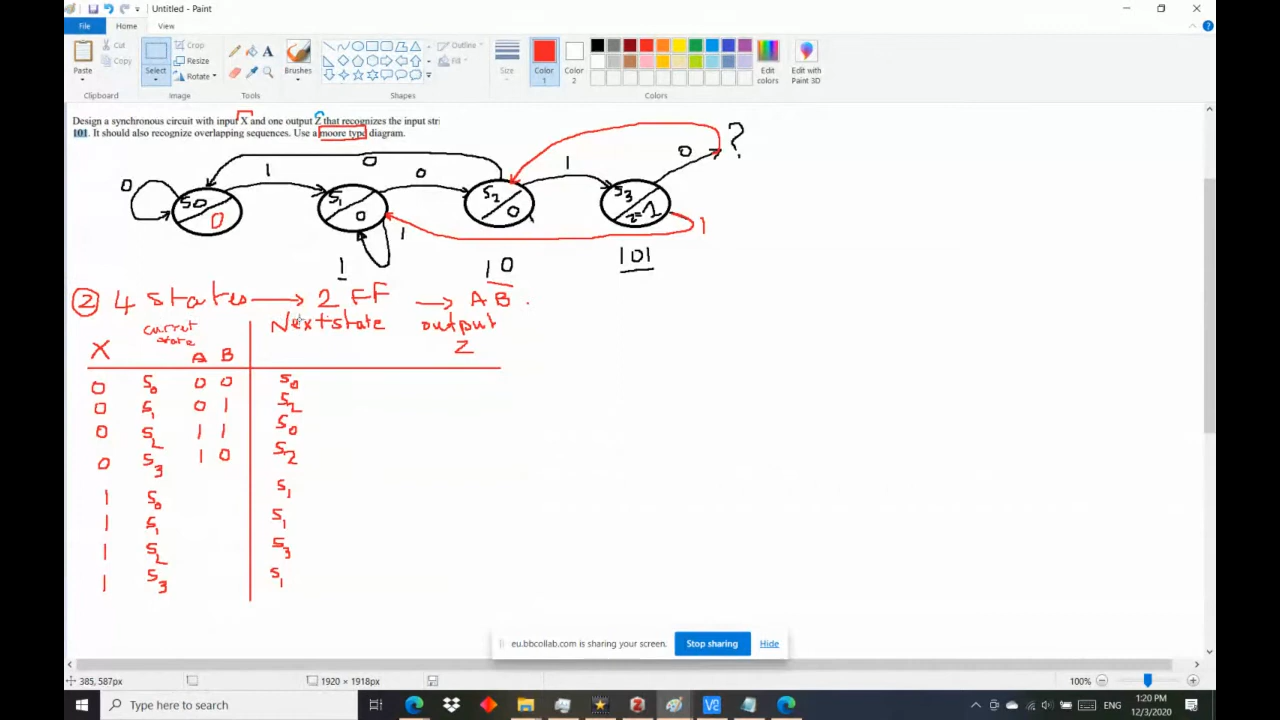 Untitled - Paint
File Home View
Paste Cut Copy
Select Crop Resize Rotate
Brushes
Outline Fill
Size
Color 1 Color 2
Edit colors
Edit with Paint 3D
Clipboard Image Tools Shapes Colors
Design a synchronous circuit with input X and one output Z that recognizes the input stri
101. It should also recognize overlapping sequences. Use a moore type diagram.
0 1 0 0 1 0 ?
S0 0
S1 0
S2 0
S3 z=1
1 1
1 10 101
② 4 states → 2 FF → AB .
X Curret state A B Next state output Z
0 S0 0 0 S0
0 S1 0 1 S2
0 S2 1 1 S0
0 S3 1 0 S2
1 S0 S1
1 S1 S1
1 S2 S3
1 S3 S1
eu.bbcollab.com is sharing your screen. Stop sharing Hide
385, 587px 1920 × 1918px 100%
Type here to search
ENG
1:20 PM
12/3/2020